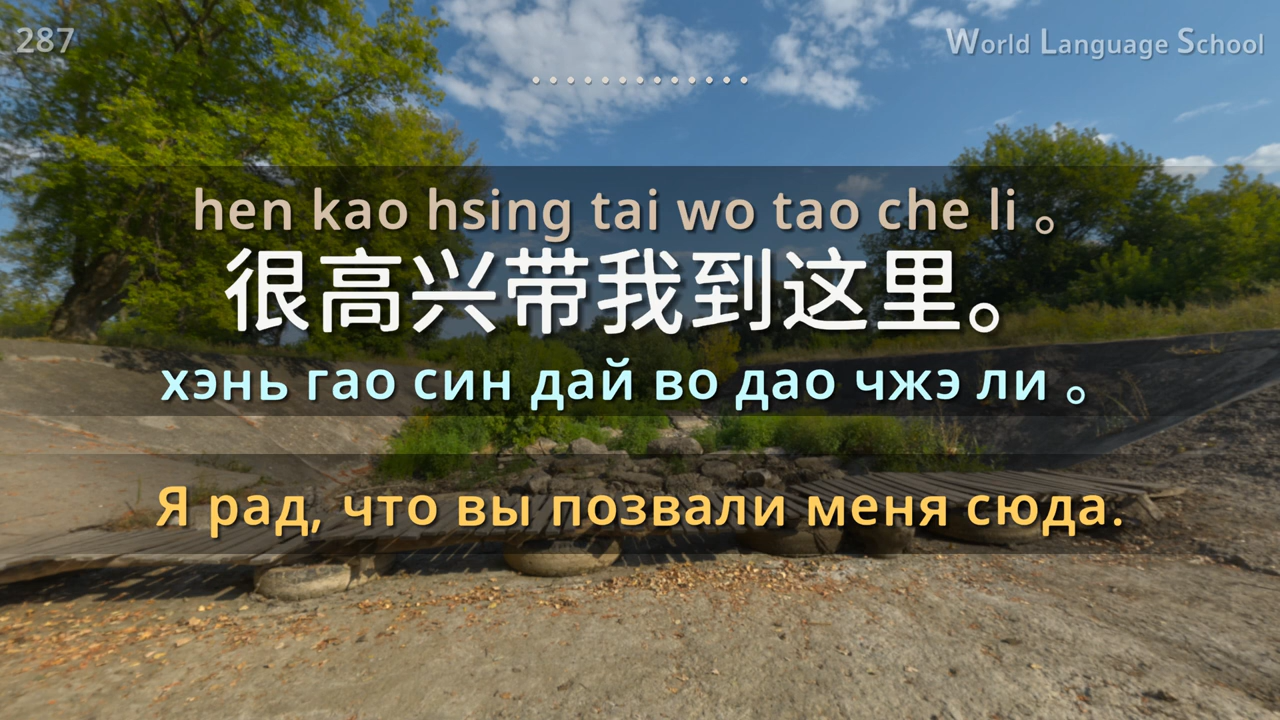 287
World Language School
hen kao hsing tai wo tao che li 。
很高兴带我到这里。
хэнь гао син дай во дао чжэ ли 。
Я рад, что вы позвали меня сюда.